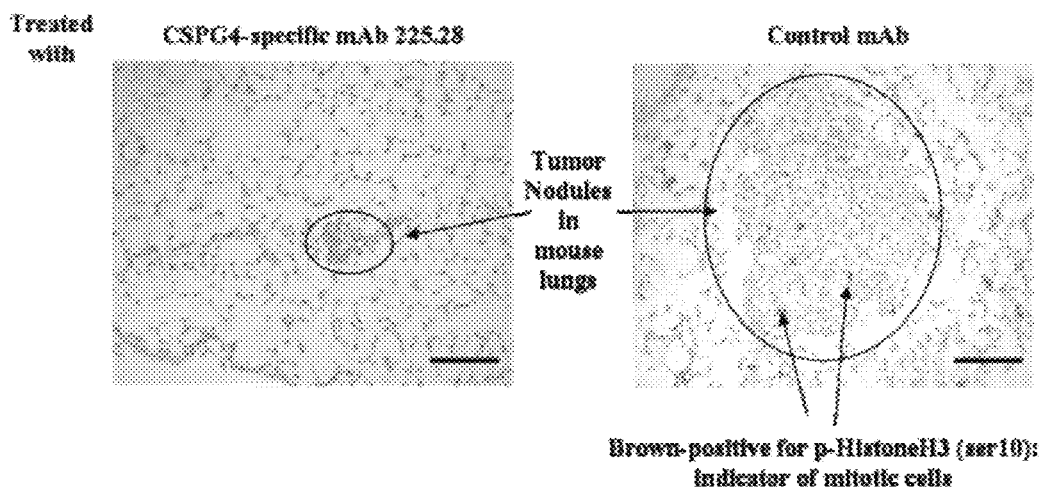 Treated
with
CSPG4-specific mAb 225.28
Control mAb
Tumor
Nodules
in
mouse
lungs
Brown-positive for p-HistoneH3 (ser10):
indicator of mitotic cells